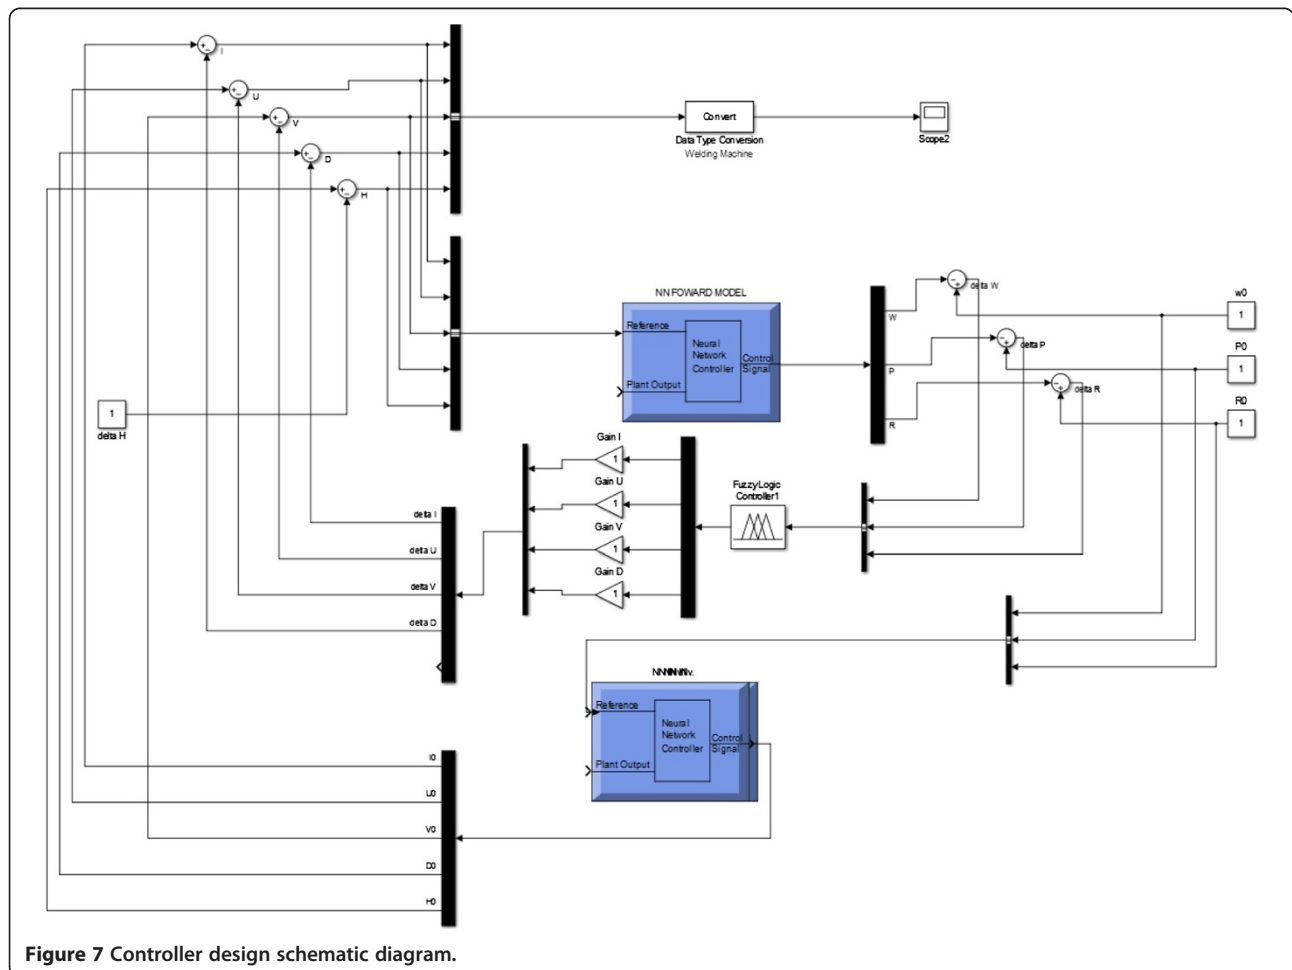 I
U
V
D
H
Convert
Data Type Conversion
Welding Machine
Scope2
NN FOWARD MODEL
Reference
Neural
Network
Controller
Control
Signal
Plant Output
W
P
R
delta W
delta P
delta R
w0
1
P0
1
R0
1
1
delta H
Gain I
1
Gain U
1
Gain V
1
Gain D
1
Fuzzy Logic
Controller1
delta I
delta U
delta V
delta D
Reference
Neural
Network
Controller
Control
Signal
Plant Output
I0
U0
V0
D0
H0
Figure 7 Controller design schematic diagram.